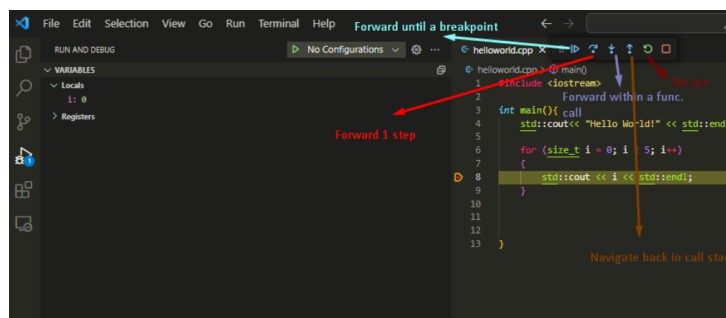 File Edit Selection View Go Run Terminal Help
Forward until a breakpoint
RUN AND DEBUG
No Configurations
helloworld.cpp
VARIABLES
helloworld.cpp > main()
Locals
i: 0
Registers
1 #include <iostream>
2
Forward within a func.
call
3 int main(){
4 std::cout<< "Hello World!" << std::end
Forward 1 step
5
6 for (size_t i = 0; i < 5; i++)
7 {
8 std::cout << i << std::endl;
9 }
10
11
12
Navigate back in call stac
13 }
1